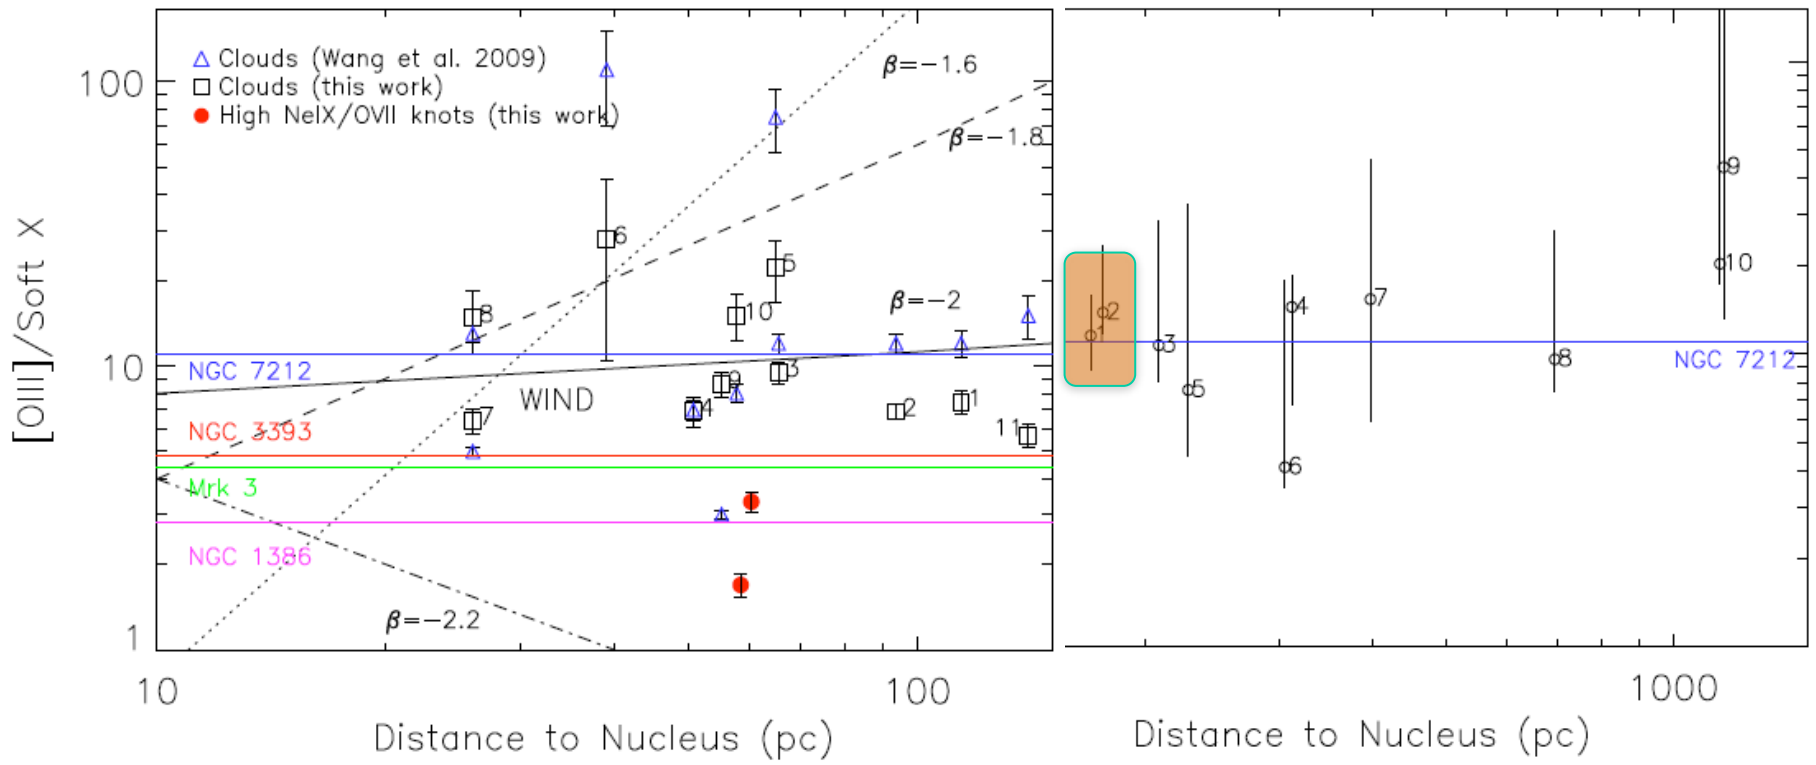 [OIII]/Soft X
100
10
1
Clouds (Wang et al. 2009)
Clouds (this work)
High NeIX/OVII knots (this work)
β=−1.6
β=−1.8
β=−2
β=−2.2
6
5
8
10
9
3
4
7
2
1
11
NGC 7212
WIND
NGC 3393
Mrk 3
NGC 1386
10
100
Distance to Nucleus (pc)
9
10
2
1
3
4
7
5
8
6
NGC 7212
1000
Distance to Nucleus (pc)